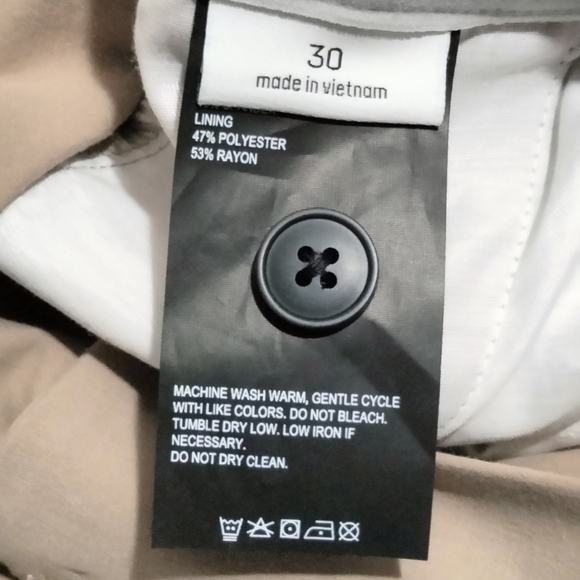 30
made in vietnam
LINING
47% POLYESTER
53% RAYON
MACHINE WASH WARM, GENTLE CYCLE
WITH LIKE COLORS. DO NOT BLEACH.
TUMBLE DRY LOW. LOW IRON IF
NECESSARY.
DO NOT DRY CLEAN.